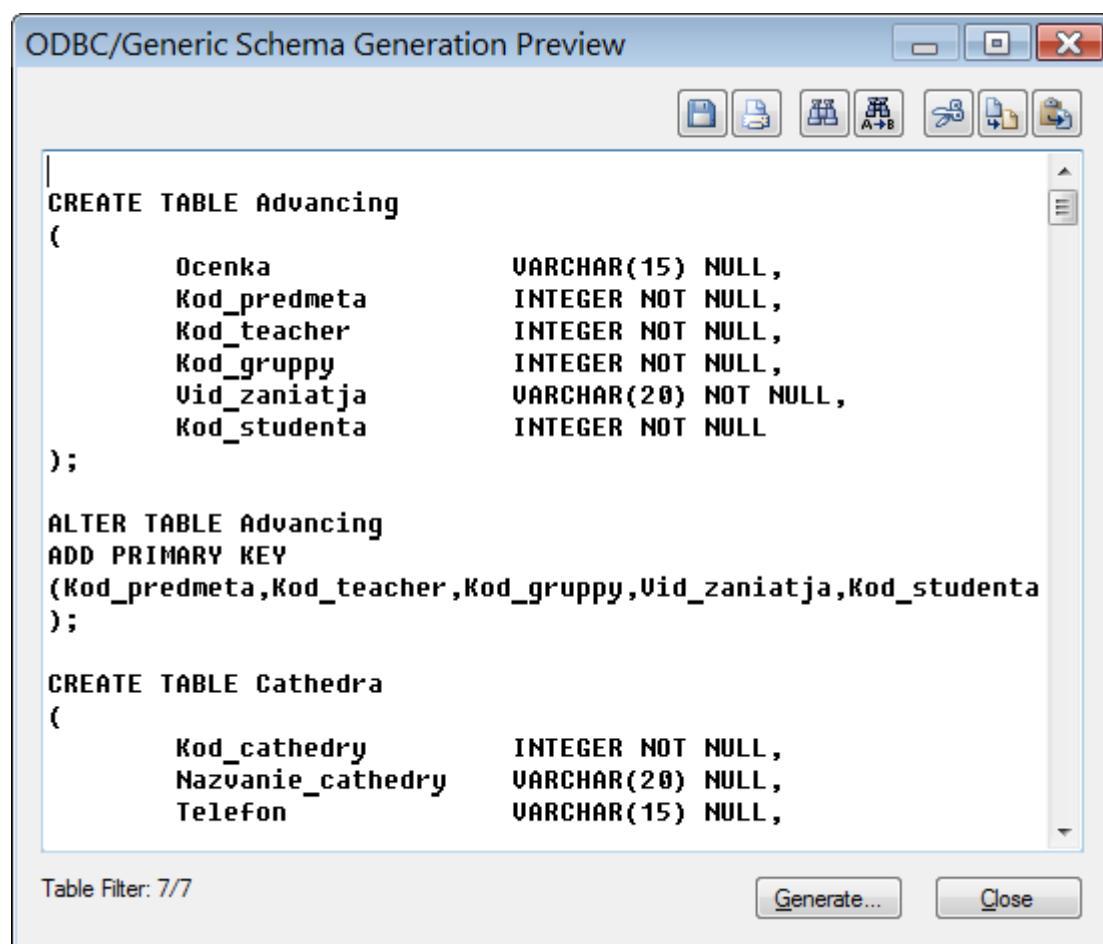 ODBC/Generic Schema Generation Preview
A→B
CREATE TABLE Advancing
(
Ocenka VARCHAR(15) NULL,
Kod_predmeta INTEGER NOT NULL,
Kod_teacher INTEGER NOT NULL,
Kod_gruppy INTEGER NOT NULL,
Vid_zaniatja VARCHAR(20) NOT NULL,
Kod_studenta INTEGER NOT NULL
);
ALTER TABLE Advancing
ADD PRIMARY KEY
(Kod_predmeta,Kod_teacher,Kod_gruppy,Vid_zaniatja,Kod_studenta
);
CREATE TABLE Cathedra
(
Kod_cathedry INTEGER NOT NULL,
Nazvanie_cathedry VARCHAR(20) NULL,
Telefon VARCHAR(15) NULL,
Table Filter: 7/7
Generate... Close